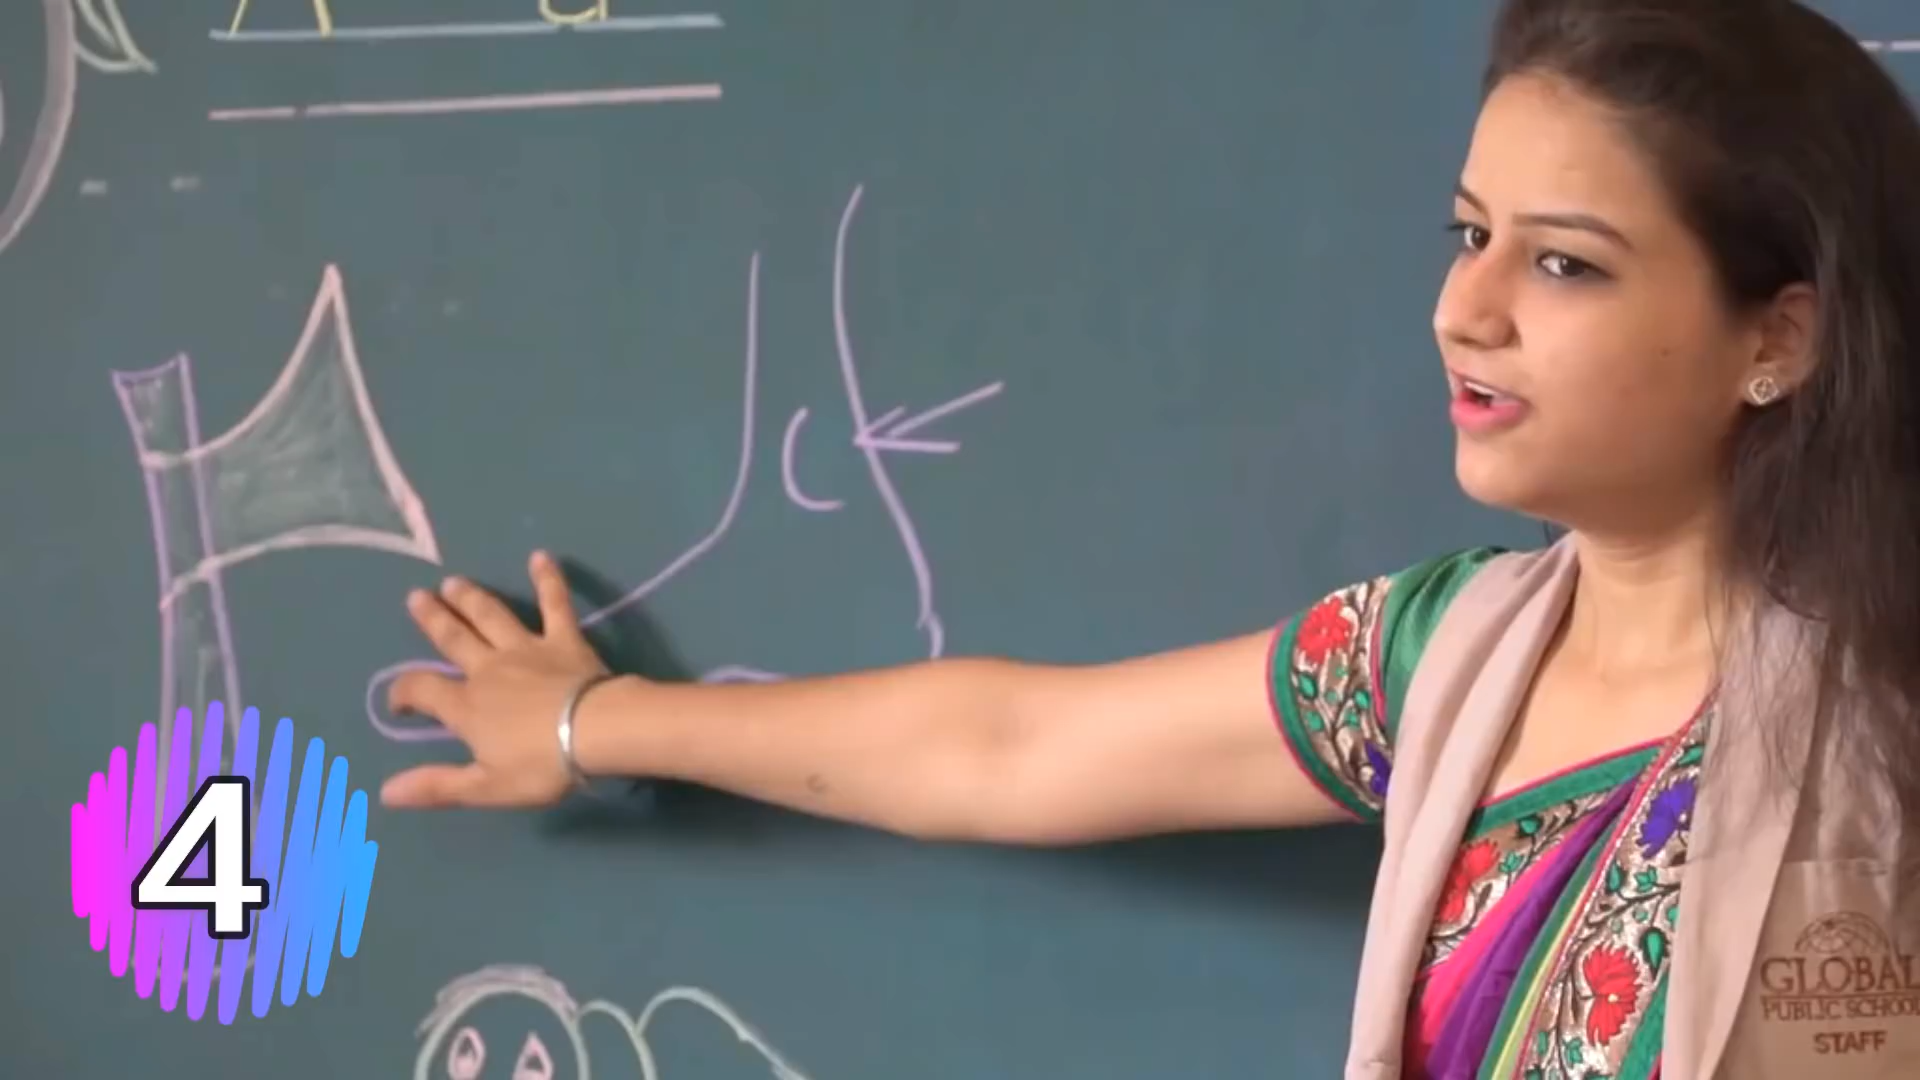 A a
4
GLOBAL
PUBLIC SCHOOL
STAFF